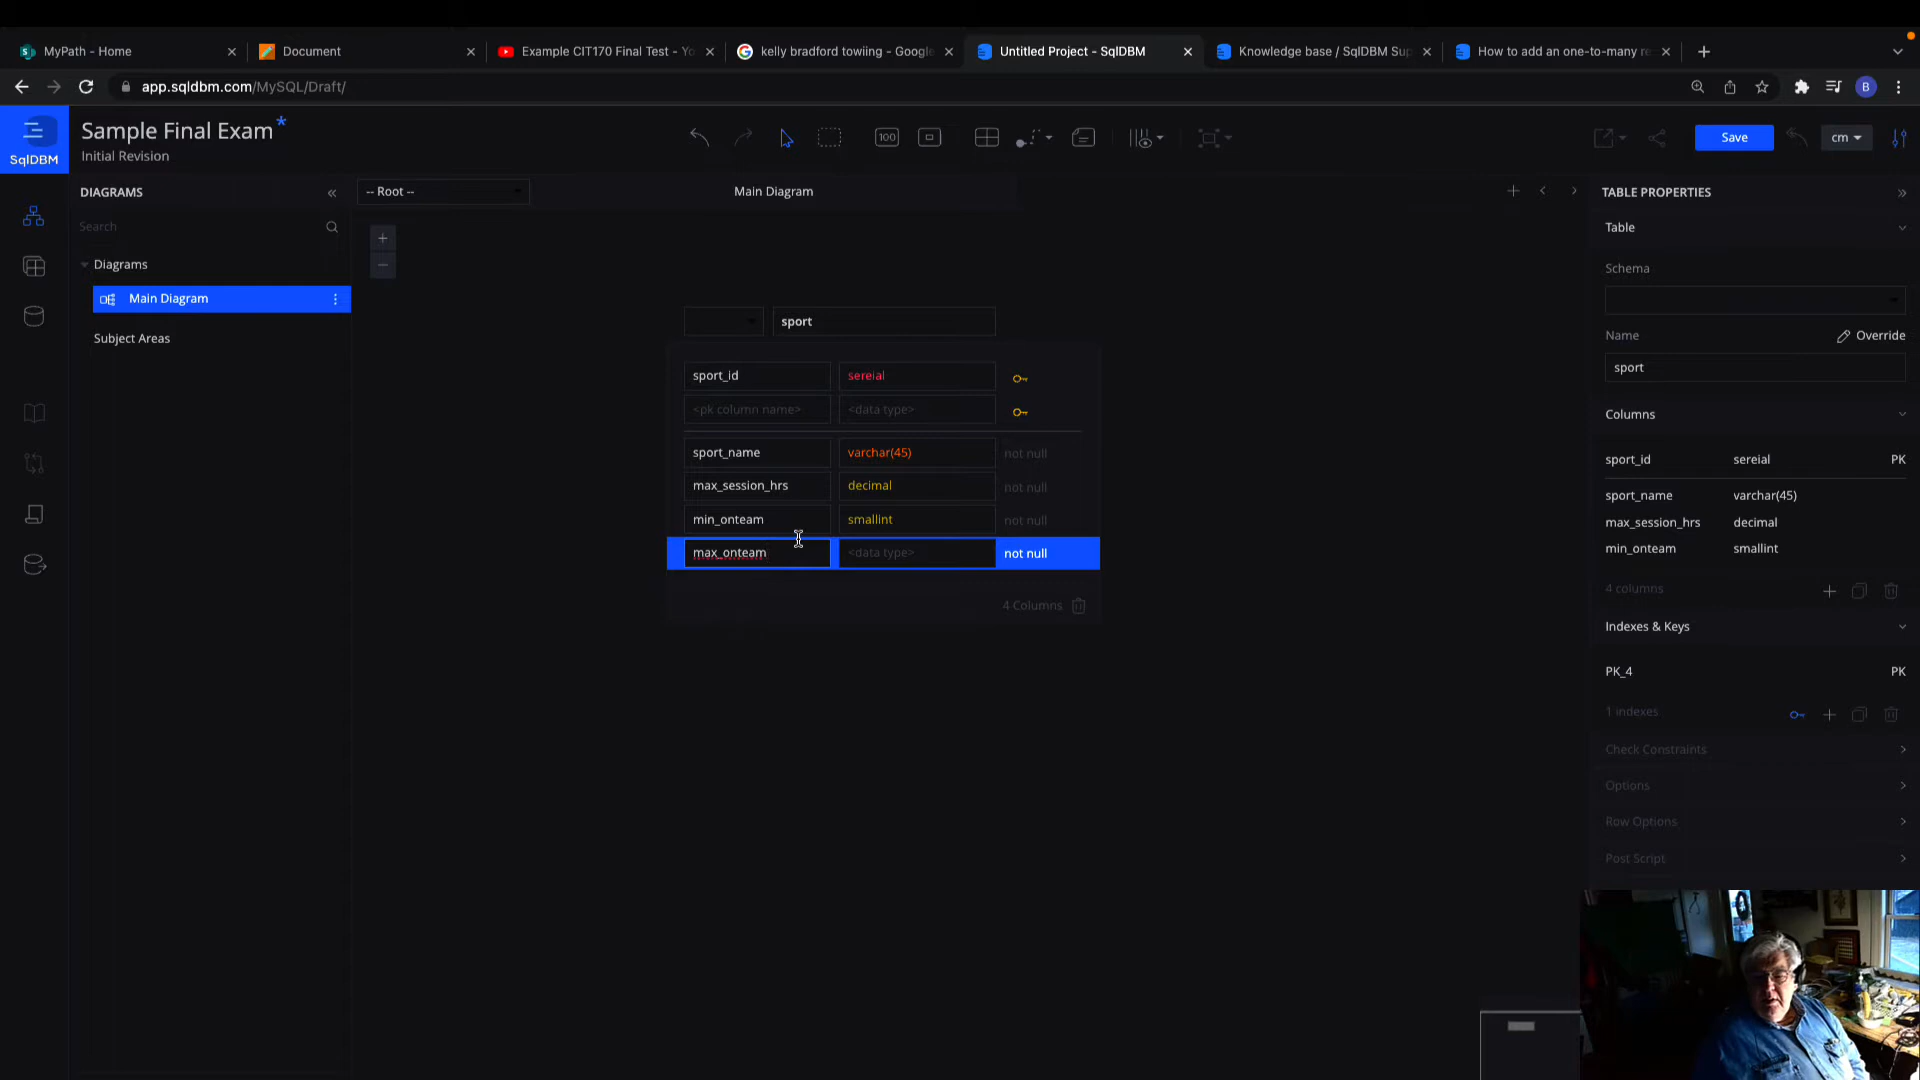 MyPath - Home
Document
Example CIT170 Final Test - Yo
kelly bradford towiing - Google
Untitled Project - SqlDBM
Knowledge base / SqlDBM Sup
How to add an one-to-many re
app.sqldbm.com/MySQL/Draft/
B
SqlDBM
Sample Final Exam*
Initial Revision
100
Save
cm
DIAGRAMS
Search
Diagrams
Main Diagram
Subject Areas
-- Root --
Main Diagram
sport
sport_id sereial
<pk column name> <data type>
sport_name varchar(45) not null
max_session_hrs decimal not null
min_onteam smallint not null
max_onteam <data type> not null
4 Columns
TABLE PROPERTIES
Table
Schema
Name
Override
sport
Columns
sport_id sereial PK
sport_name varchar(45)
max_session_hrs decimal
min_onteam smallint
4 columns
Indexes & Keys
PK_4 PK
1 indexes
Check Constraints
Options
Row Options
Post Script